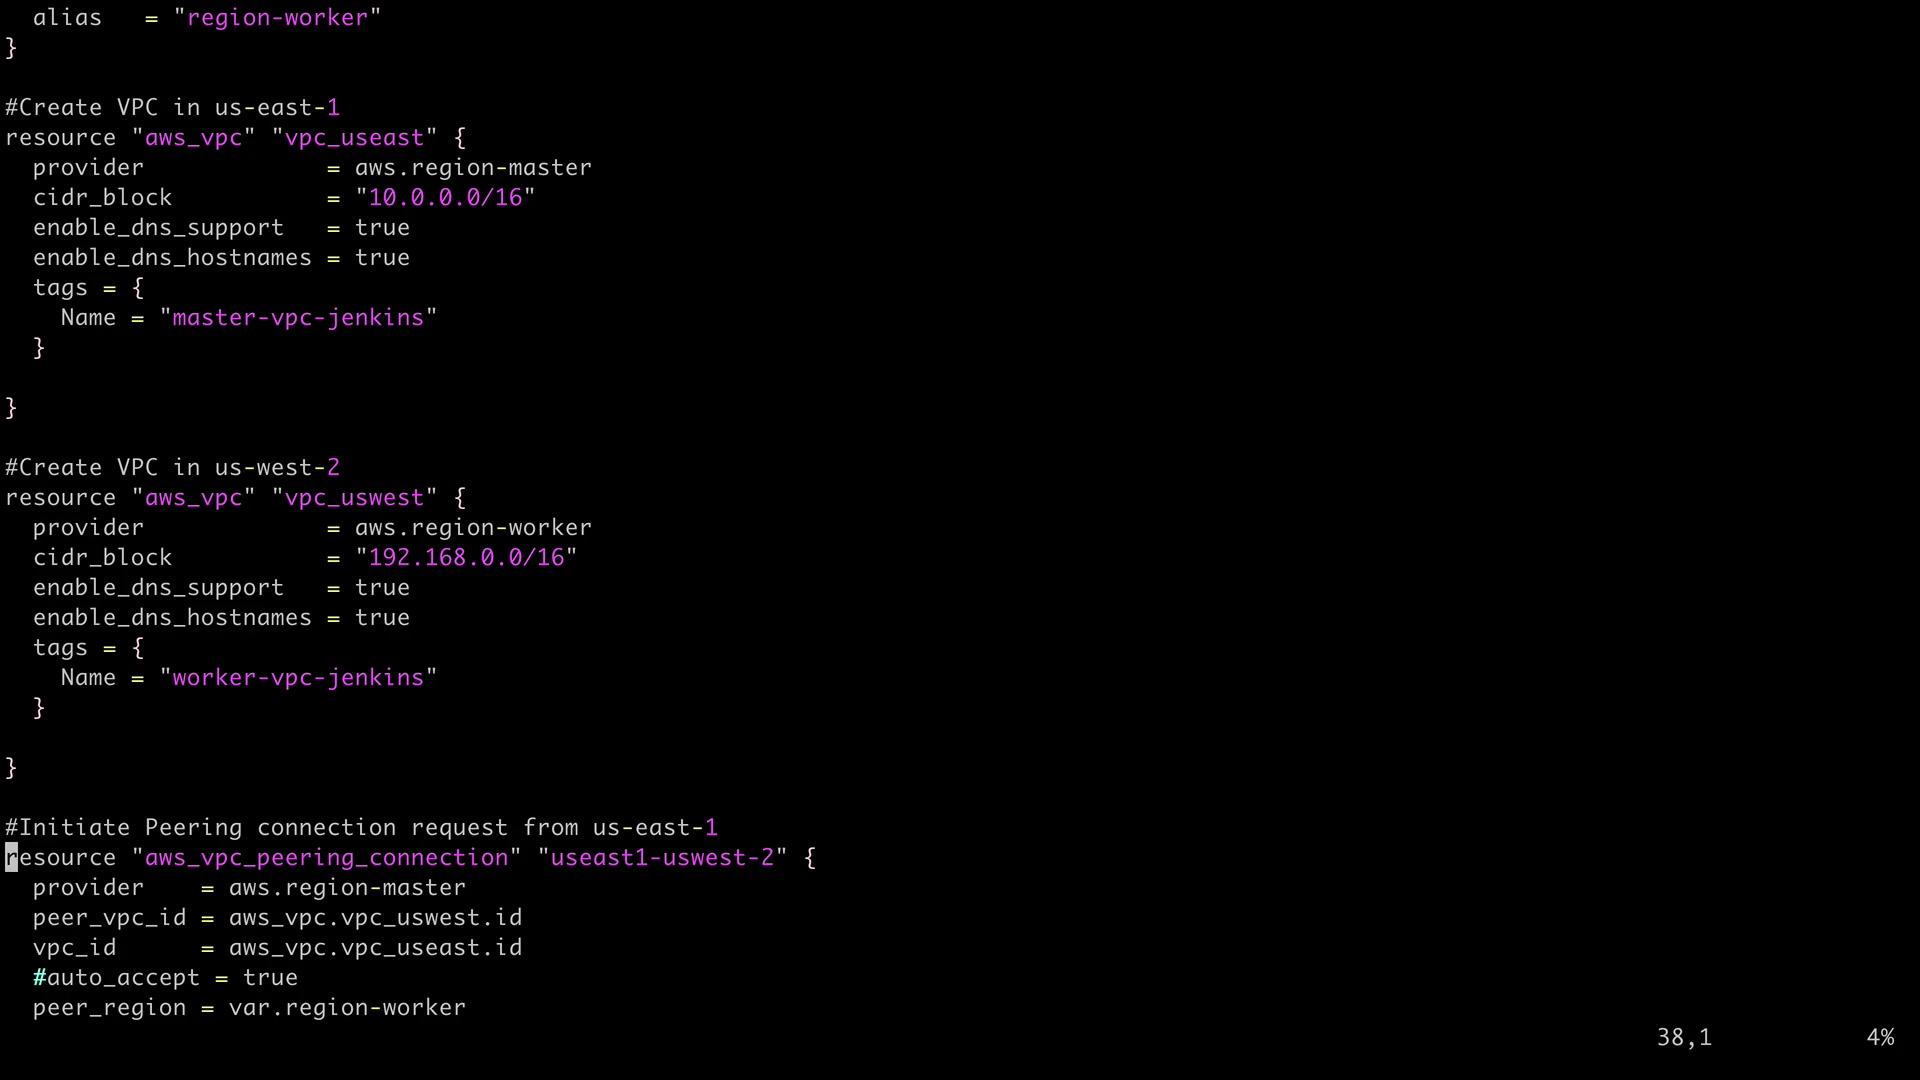 alias   = "region-worker"
}

#Create VPC in us-east-1
resource "aws_vpc" "vpc_useast" {
  provider             = aws.region-master
  cidr_block           = "10.0.0.0/16"
  enable_dns_support   = true
  enable_dns_hostnames = true
  tags = {
    Name = "master-vpc-jenkins"
  }

}

#Create VPC in us-west-2
resource "aws_vpc" "vpc_uswest" {
  provider             = aws.region-worker
  cidr_block           = "192.168.0.0/16"
  enable_dns_support   = true
  enable_dns_hostnames = true
  tags = {
    Name = "worker-vpc-jenkins"
  }

}

#Initiate Peering connection request from us-east-1
resource "aws_vpc_peering_connection" "useast1-uswest-2" {
  provider    = aws.region-master
  peer_vpc_id = aws_vpc.vpc_uswest.id
  vpc_id      = aws_vpc.vpc_useast.id
  #auto_accept = true
  peer_region = var.region-worker
38,1 4%